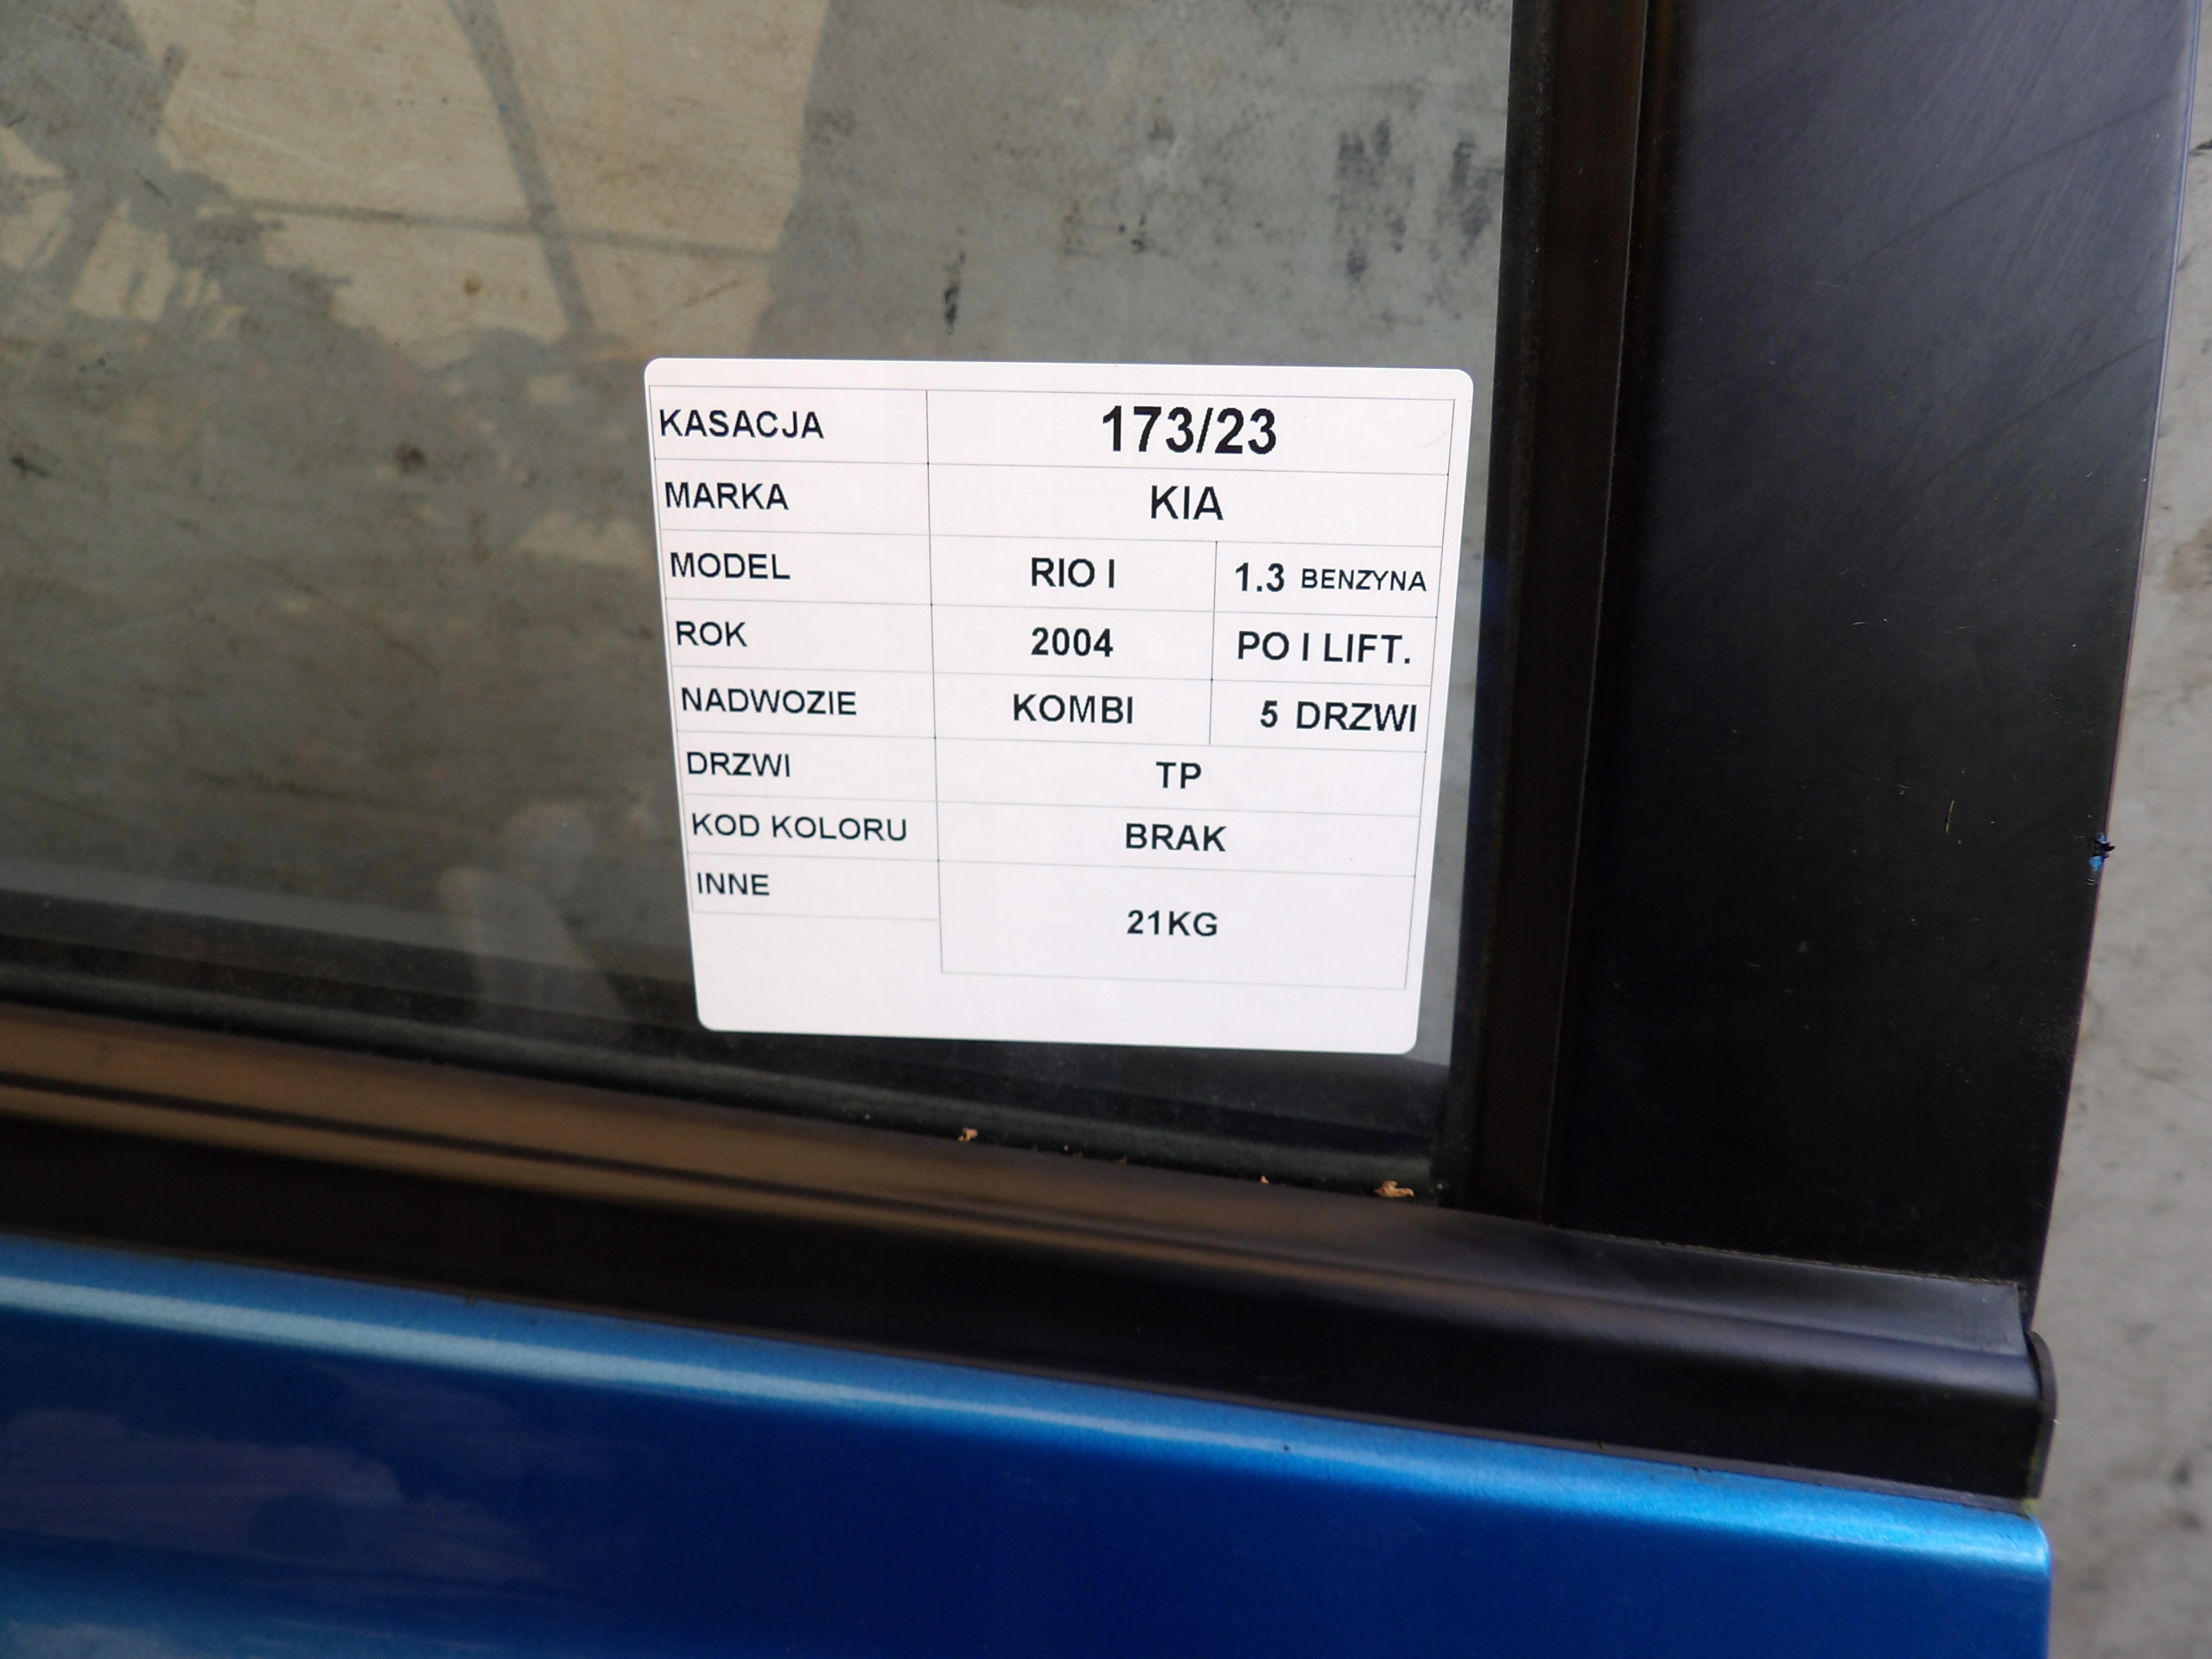 KASACJA 173/23
MARKA KIA
MODEL RIO I 1.3 BENZYNA
ROK 2004 PO I LIFT.
NADWOZIE KOMBI 5 DRZWI
DRZWI TP
KOD KOLORU BRAK
INNE 21KG